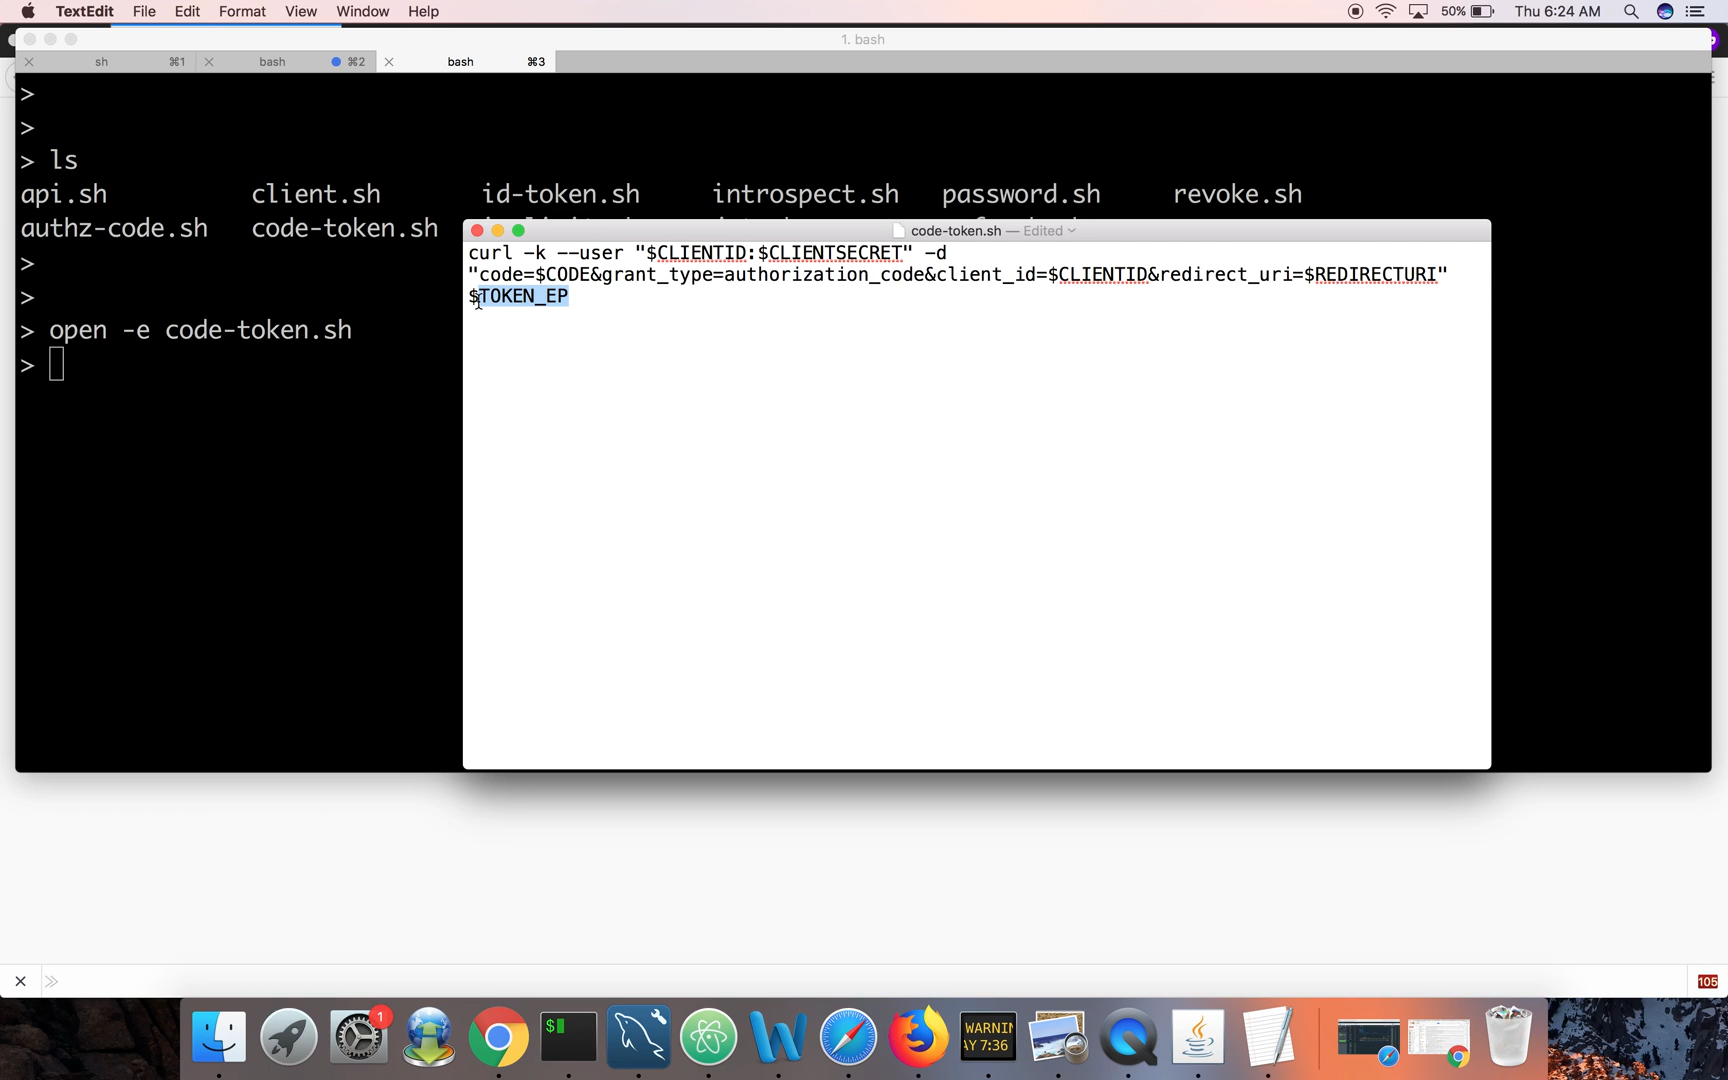 TextEdit File Edit Format View Window Help 50% Thu 6:24 AM
1. bash
sh ⌘1 bash ⌘2 bash ⌘3
>
>
> ls
api.sh client.sh id-token.sh introspect.sh password.sh revoke.sh
authz-code.sh code-token.sh
>
>
> open -e code-token.sh
>
code-token.sh — Edited
curl -k --user "$CLIENTID:$CLIENTSECRET" -d
"code=$CODE&grant_type=authorization_code&client_id=$CLIENTID&redirect_uri=$REDIRECTURI"
$TOKEN_EP
105
1
$
WARNIN
AY 7:36